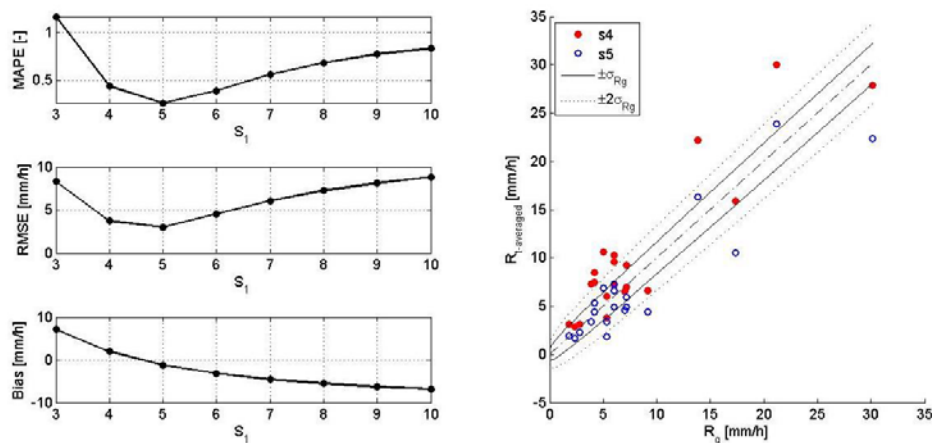 MAPE [-]
1
0.5
3 4 5 6 7 8 9 10
S1
RMSE [mm/h]
10
5
0
3 4 5 6 7 8 9 10
S1
Bias [mm/h]
10
0
-10
3 4 5 6 7 8 9 10
S1
s4
s5
±σRg
±2σRg
Rr-averaged [mm/h]
35
30
25
20
15
10
5
0
-5
0 5 10 15 20 25 30 35
Rg [mm/h]